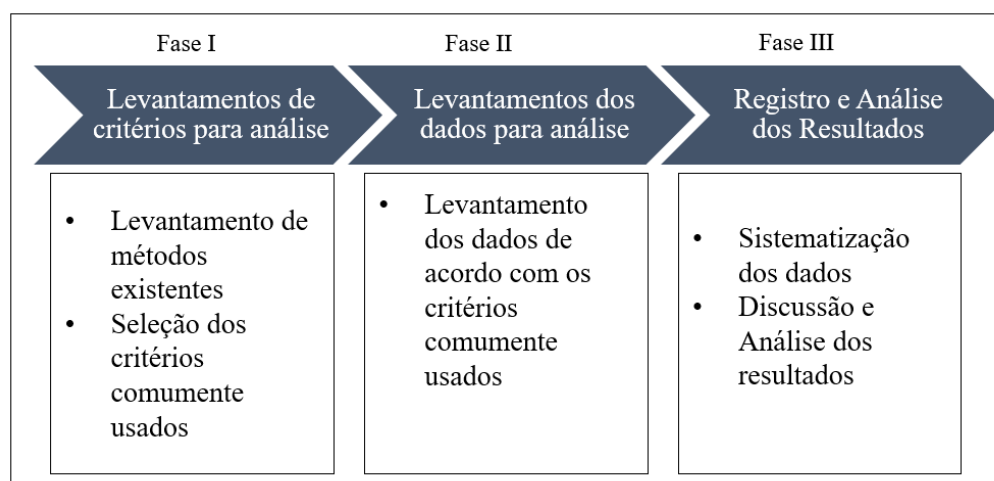 Fase I
Fase II
Fase III
Levantamentos de
critérios para análise
Levantamentos dos
dados para análise
Registro e Análise
dos Resultados
• Levantamento de
métodos
existentes
• Seleção dos
critérios
comumente
usados
• Levantamento
dos dados de
acordo com os
critérios
comumente
usados
• Sistematização
dos dados
• Discussão e
Análise dos
resultados